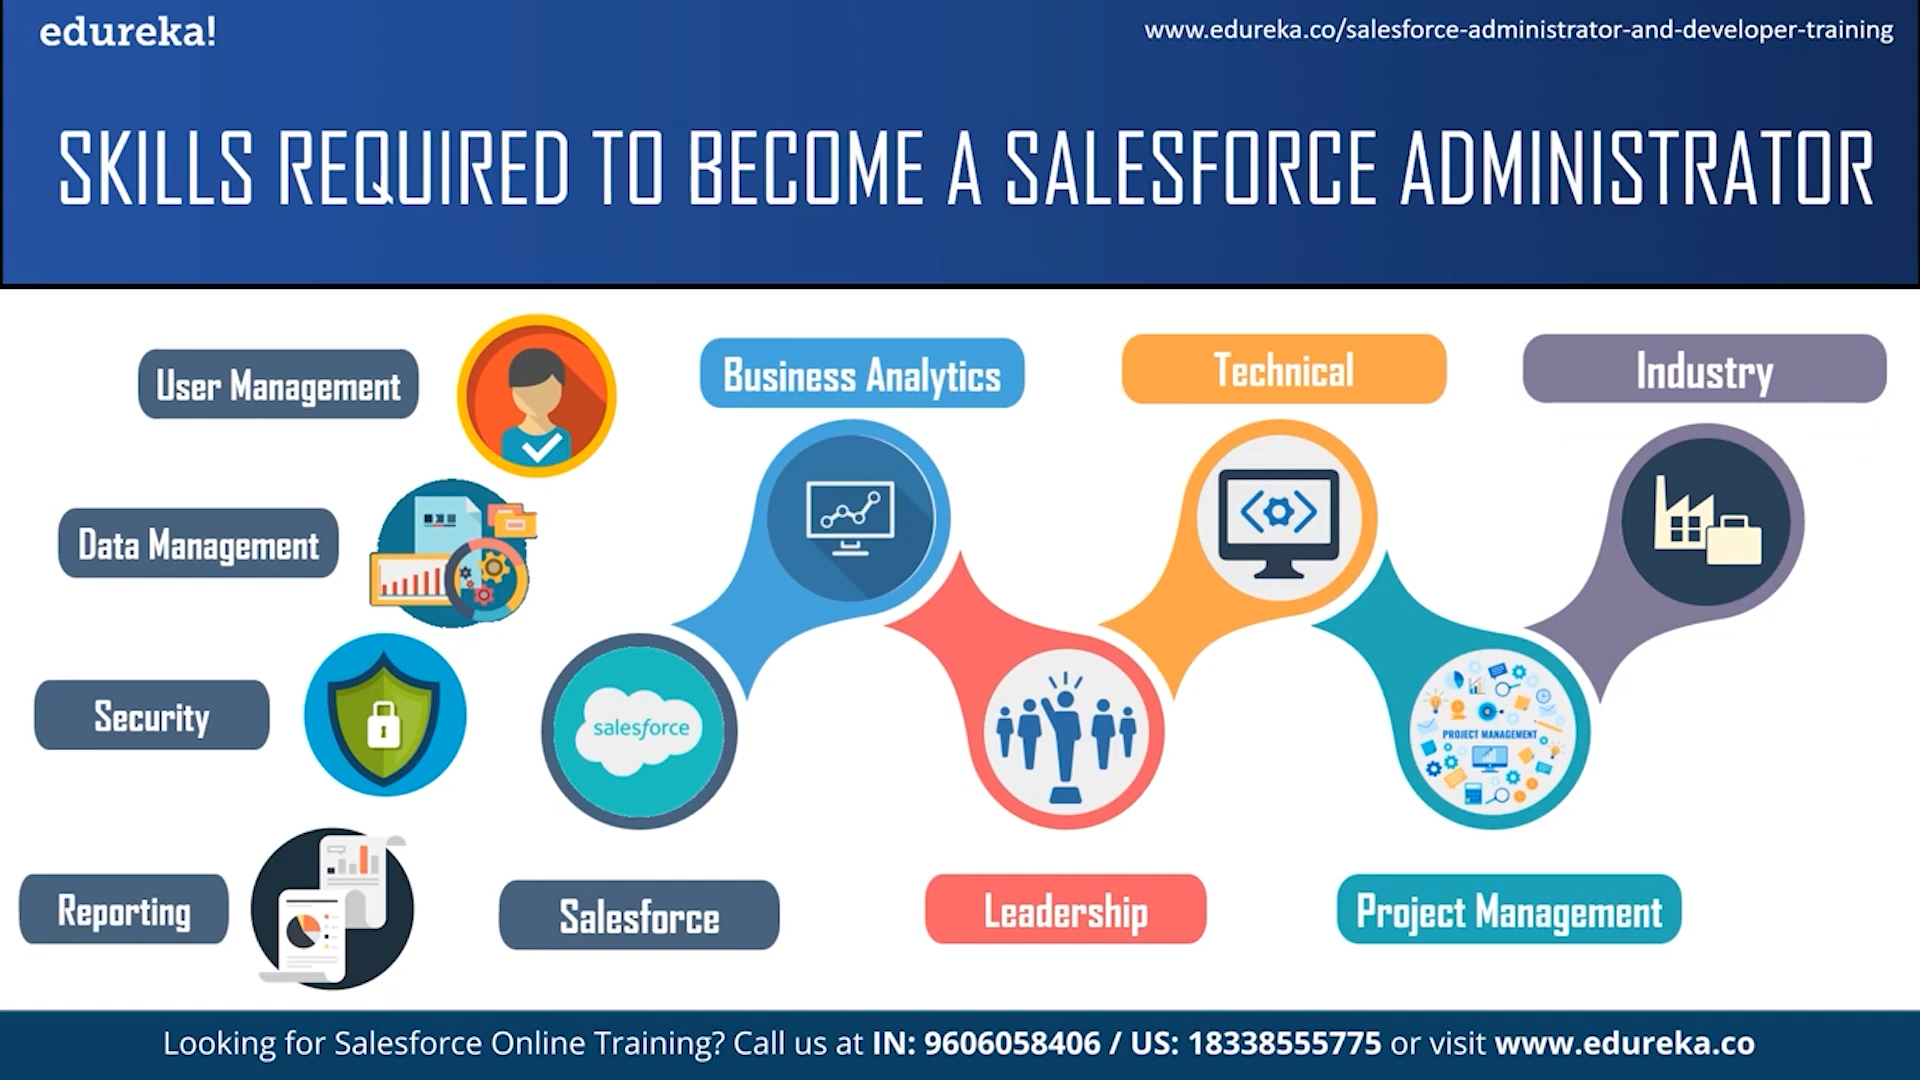 edureka!
www.edureka.co/salesforce-administrator-and-developer-training
SKILLS REQUIRED TO BECOME A SALESFORCE ADMINISTRATOR
User Management
Business Analytics
Technical
Industry
Data Management
Security
salesforce
PROJECT MANAGEMENT
Reporting
Salesforce
Leadership
Project Management
Looking for Salesforce Online Training? Call us at IN: 9606058406 / US: 18338555775 or visit www.edureka.co